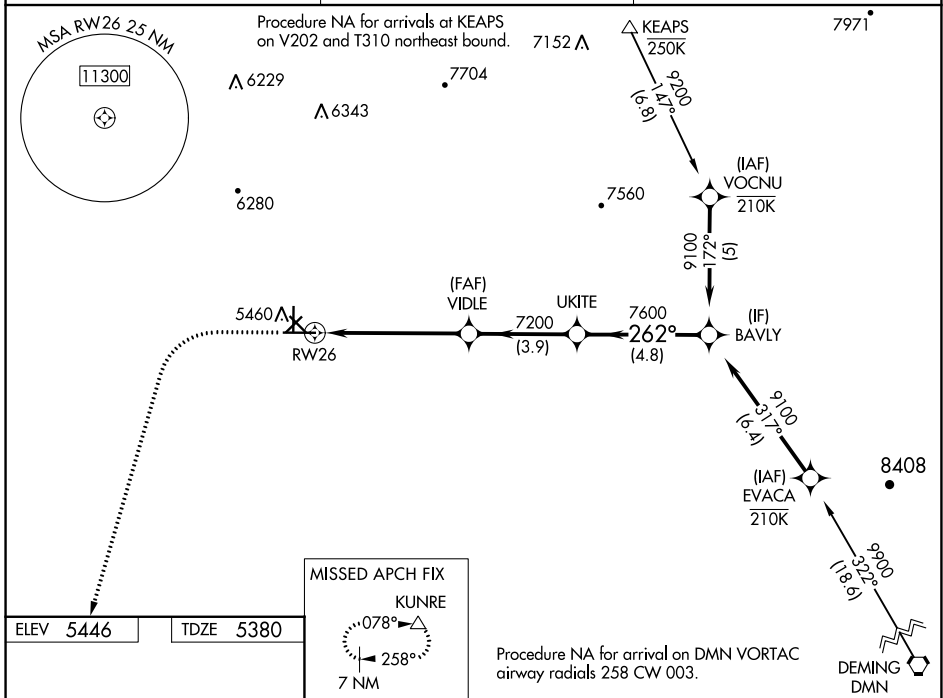 MSA RW26 25 NM
11300
Procedure NA for arrivals at KEAPS
on V202 and T310 northeast bound.
6229
6343
7704
7152
KEAPS
250K
7971
9200
147°
(6.8)
6280
7560
(IAF)
VOCNU
210K
9100
172°
(5)
5460
RW26
(FAF)
VIDLE
7200
(3.9)
UKITE
7600
262°
(4.8)
(IF)
BAVLY
9100
317°
(6.4)
(IAF)
EVACA
210K
8408
9900
322°
(18.6)
DEMING
DMN
ELEV 5446
TDZE 5380
MISSED APCH FIX
KUNRE
078°
258°
7 NM
Procedure NA for arrival on DMN VORTAC
airway radials 258 CW 003.